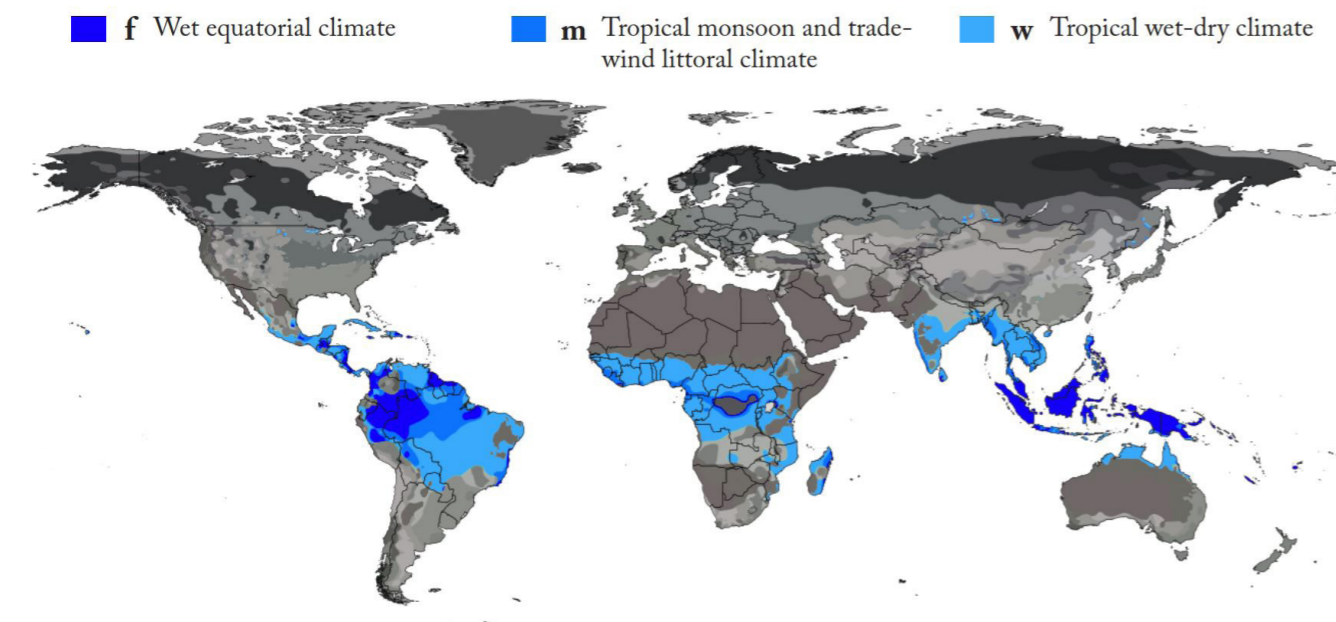 f Wet equatorial climate
m Tropical monsoon and trade-
wind littoral climate
w Tropical wet-dry climate